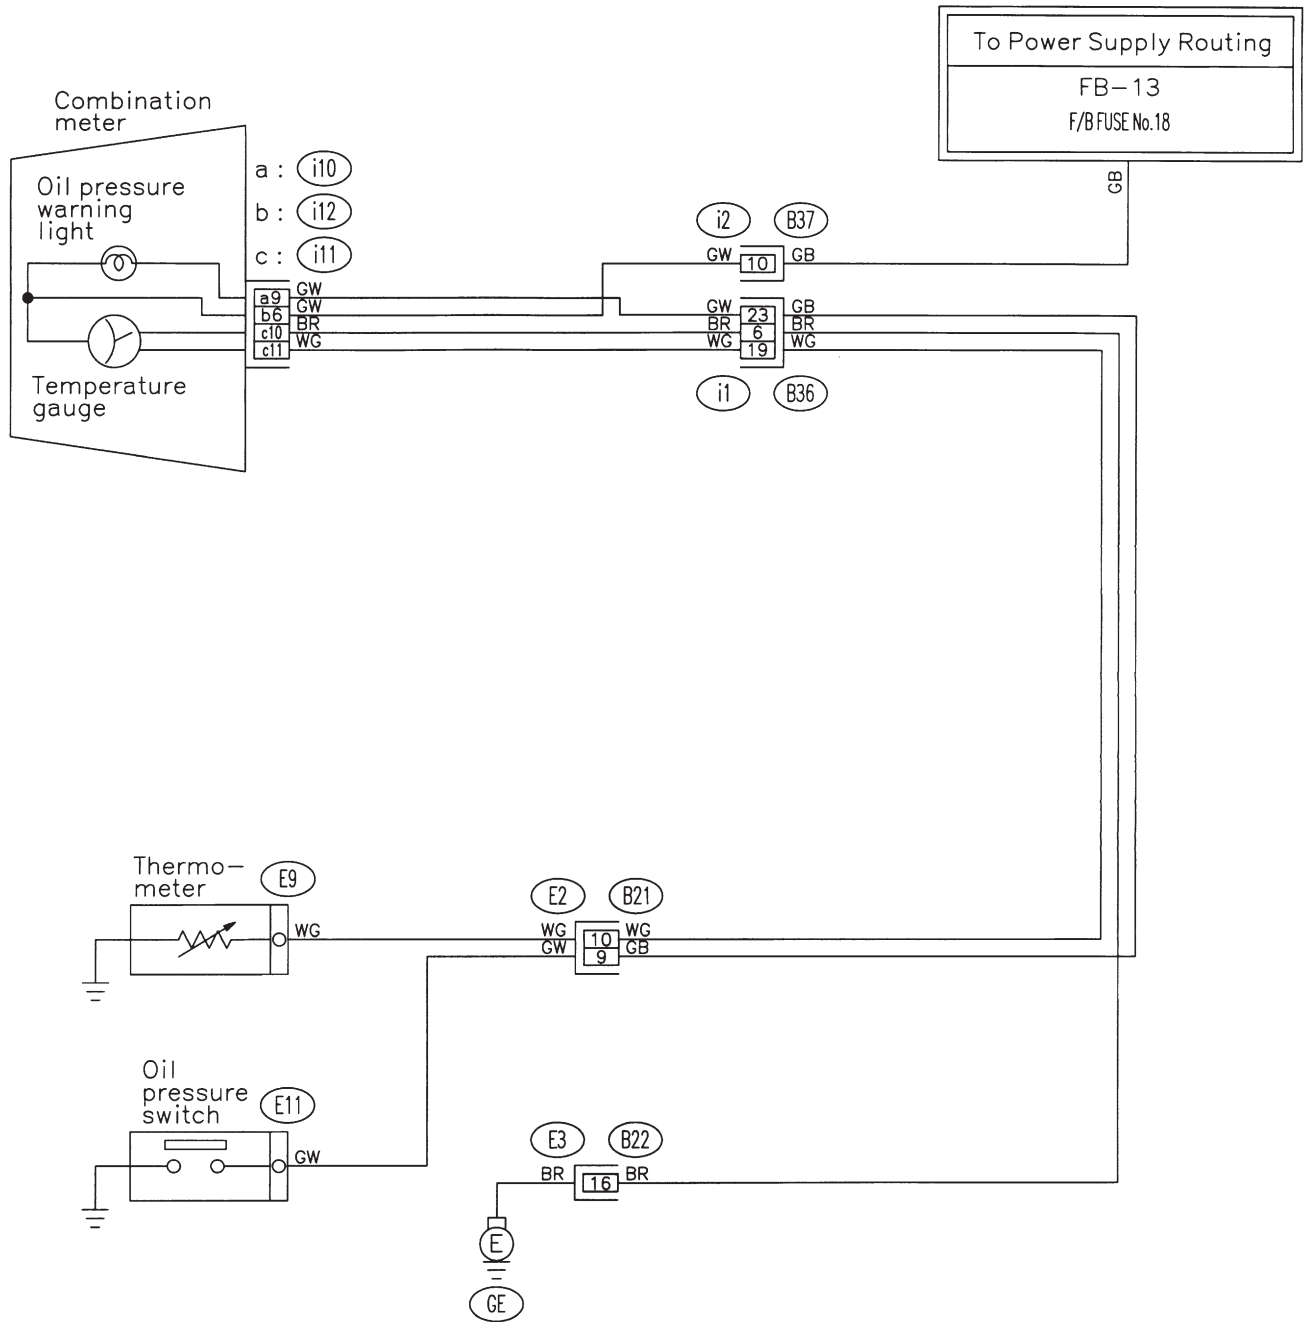 To Power Supply Routing
FB-13
F/B FUSE No.18
GB
Combination
meter
Oil pressure
warning
light
a : i10
b : i12
c : i11
i2 B37
GW 10 GB
a9 GW
b6 GW
c10 BR
c11 WG
GW 23 GB
BR 6 BR
WG 19 WG
i1 B36
Temperature
gauge
Thermo-
meter
E9
WG
E2 B21
WG 10 WG
GW 9 GB
Oil
pressure
switch
E11
GW
E3 B22
BR 16 BR
E
GE